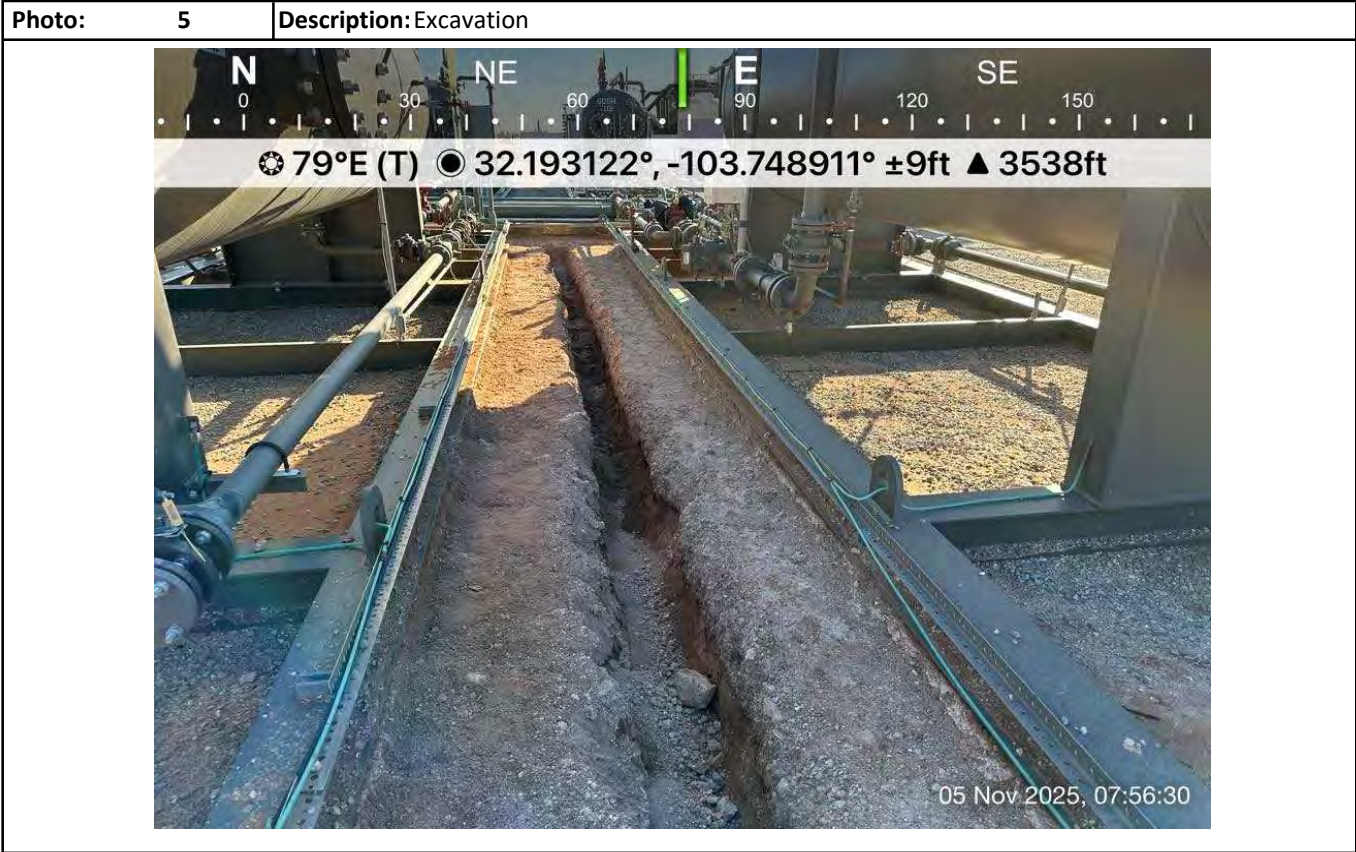 Photo: 5 Description: Excavation
N NE E SE
0 30 60 90 120 150
79°E (T) 32.193122°, -103.748911° ±9ft ▲ 3538ft
05 Nov 2025, 07:56:30